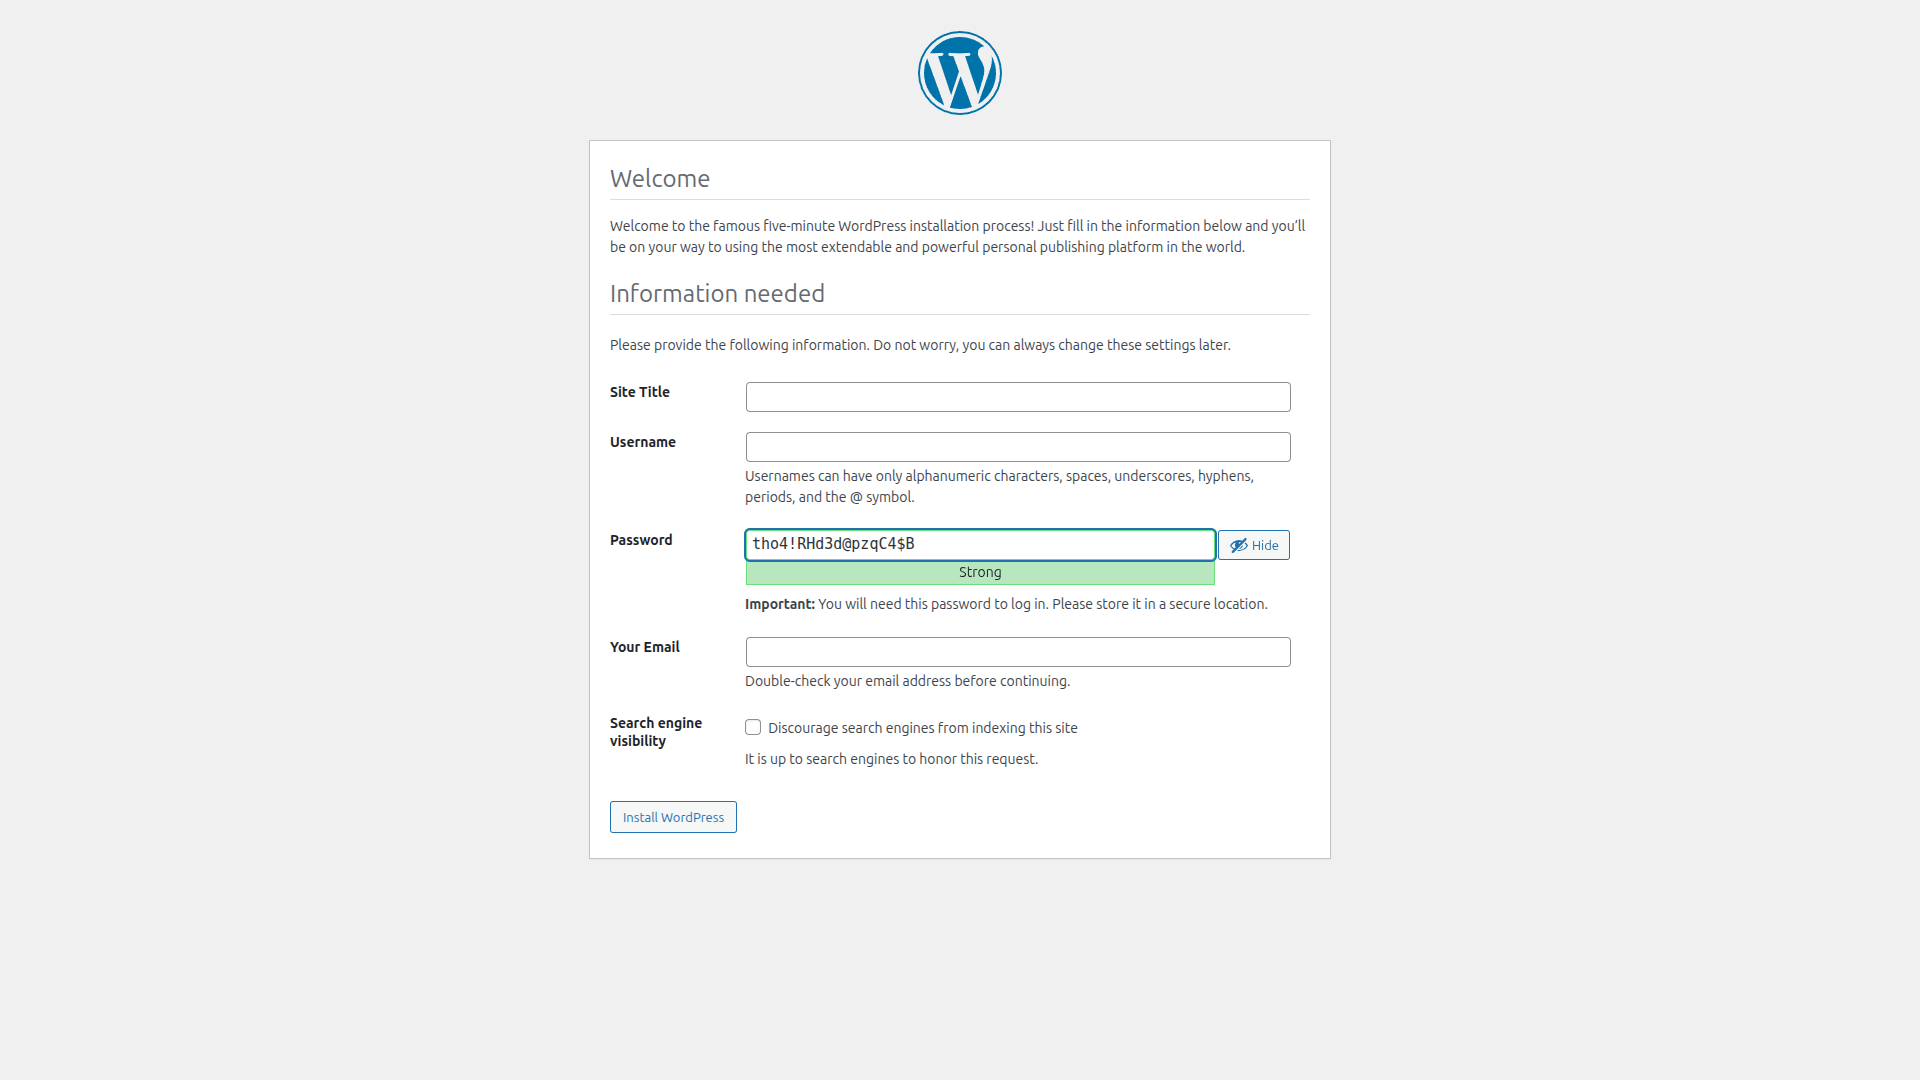 Welcome
Welcome to the famous five-minute WordPress installation process! Just fill in the information below and you’ll
be on your way to using the most extendable and powerful personal publishing platform in the world.
Information needed
Please provide the following information. Do not worry, you can always change these settings later.
Site Title
Username
Usernames can have only alphanumeric characters, spaces, underscores, hyphens,
periods, and the @ symbol.
Password
tho4!RHd3d@pzqC4$B
Hide
Strong
Important: You will need this password to log in. Please store it in a secure location.
Your Email
Double-check your email address before continuing.
Search engine
visibility
Discourage search engines from indexing this site
It is up to search engines to honor this request.
Install WordPress